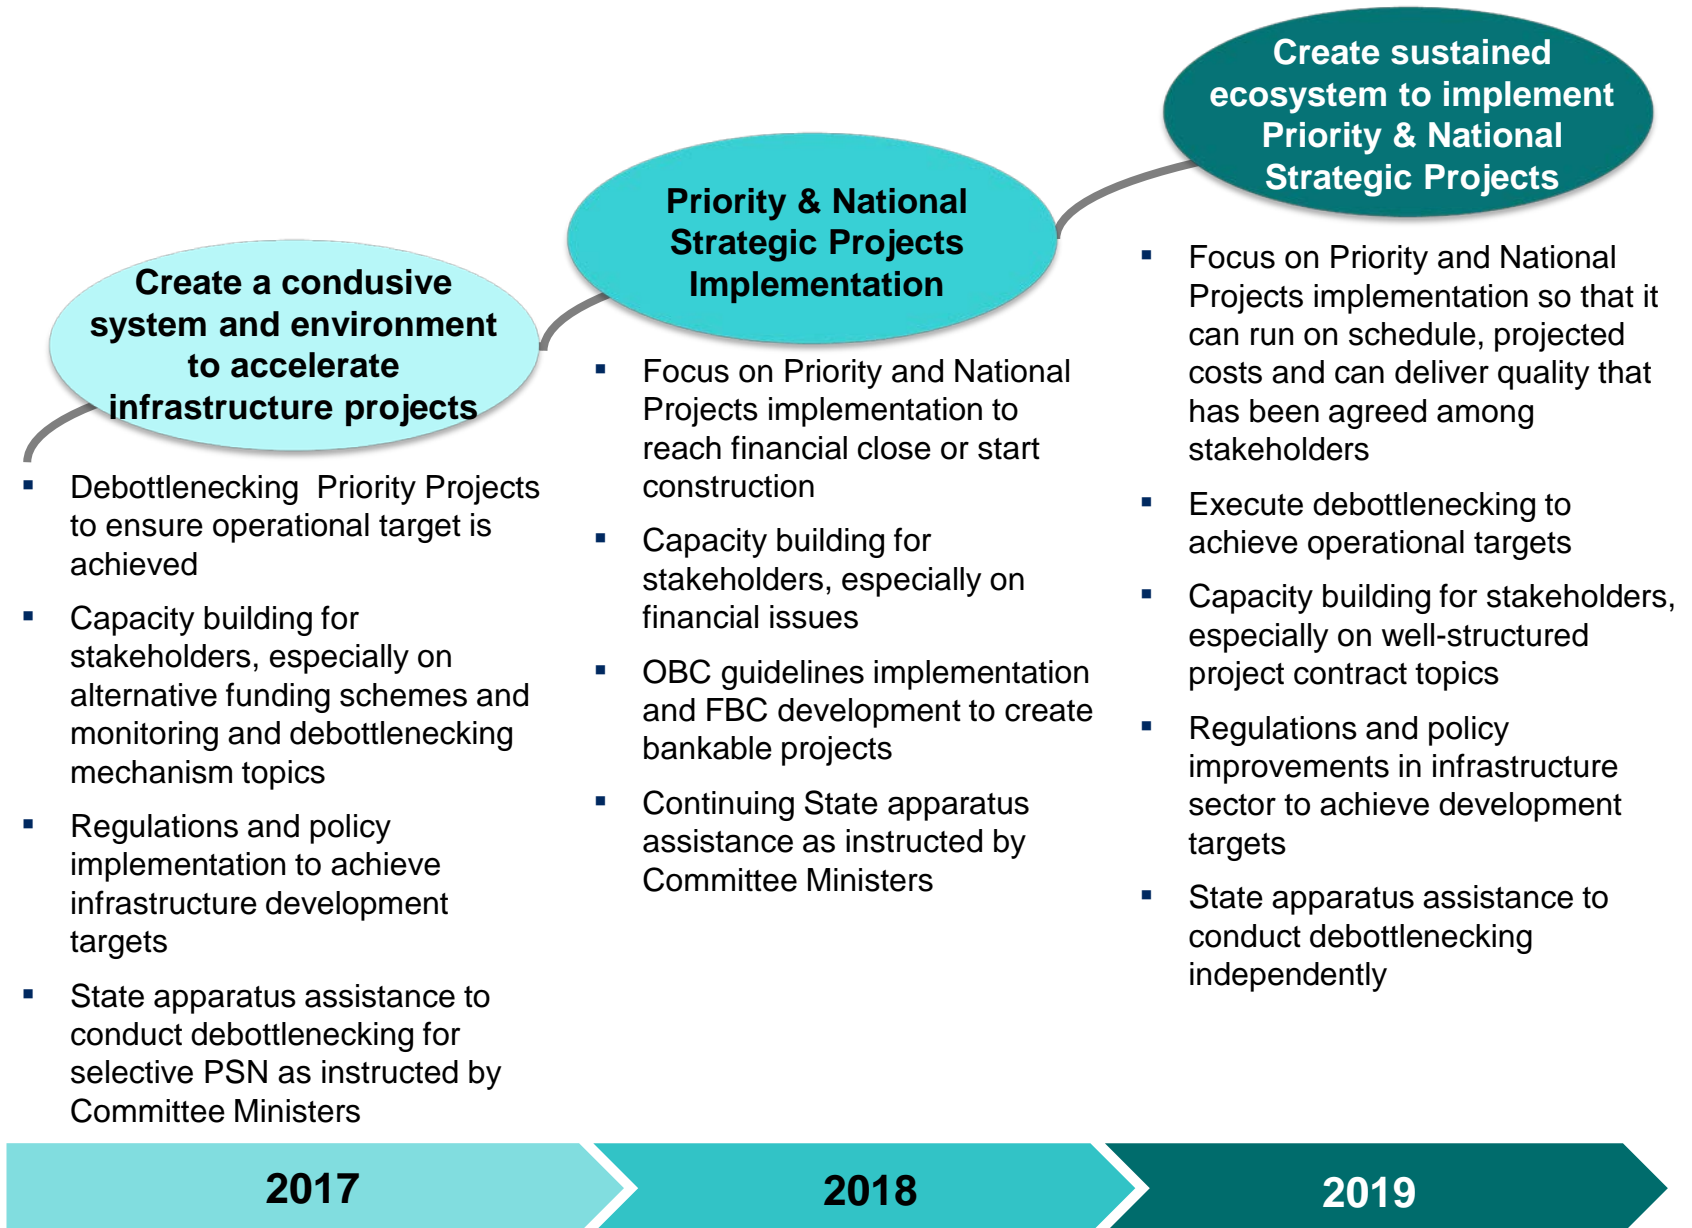 Create a condusive
system and environment
to accelerate
infrastructure projects
Debottlenecking  Priority Projects
to ensure operational target is
achieved
Capacity building for
stakeholders, especially on
alternative funding schemes and
monitoring and debottlenecking
mechanism topics
Regulations and policy
implementation to achieve
infrastructure development
targets
State apparatus assistance to
conduct debottlenecking for
selective PSN as instructed by
Committee Ministers
2017
Priority & National
Strategic Projects
Implementation
Focus on Priority and National
Projects implementation to
reach financial close or start
construction
Capacity building for
stakeholders, especially on
financial issues
OBC guidelines implementation
and FBC development to create
bankable projects
Continuing State apparatus
assistance as instructed by
Committee Ministers
2018
Create sustained
ecosystem to implement
Priority & National
Strategic Projects
Focus on Priority and National
Projects implementation so that it
can run on schedule, projected
costs and can deliver quality that
has been agreed among
stakeholders
Execute debottlenecking to
achieve operational targets
Capacity building for stakeholders,
especially on well-structured
project contract topics
Regulations and policy
improvements in infrastructure
sector to achieve development
targets
State apparatus assistance to
conduct debottlenecking
independently
2019